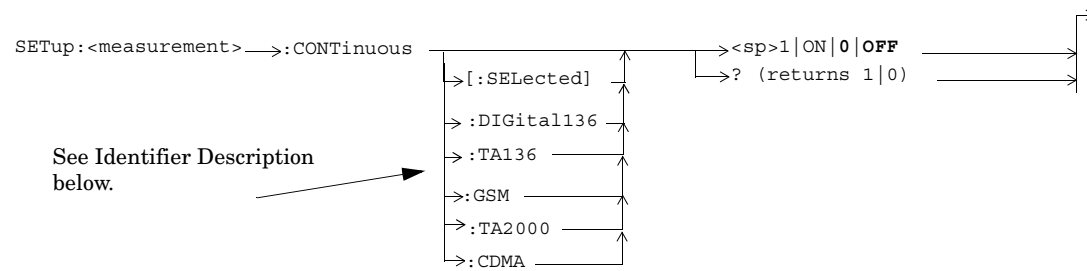 SETup:<measurement>:CONTinuous <sp>1|ON|0|OFF
[:SELected] ? (returns 1|0)
:DIGital136
See Identifier Description
below.
:TA136
:GSM
:TA2000
:CDMA